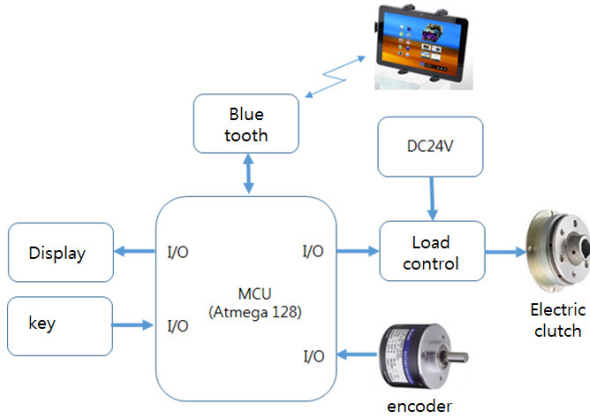 Blue
tooth
DC24V
Display
I/O
I/O
Load
control
MCU
(Atmega 128)
key
I/O
I/O
Electric
clutch
encoder